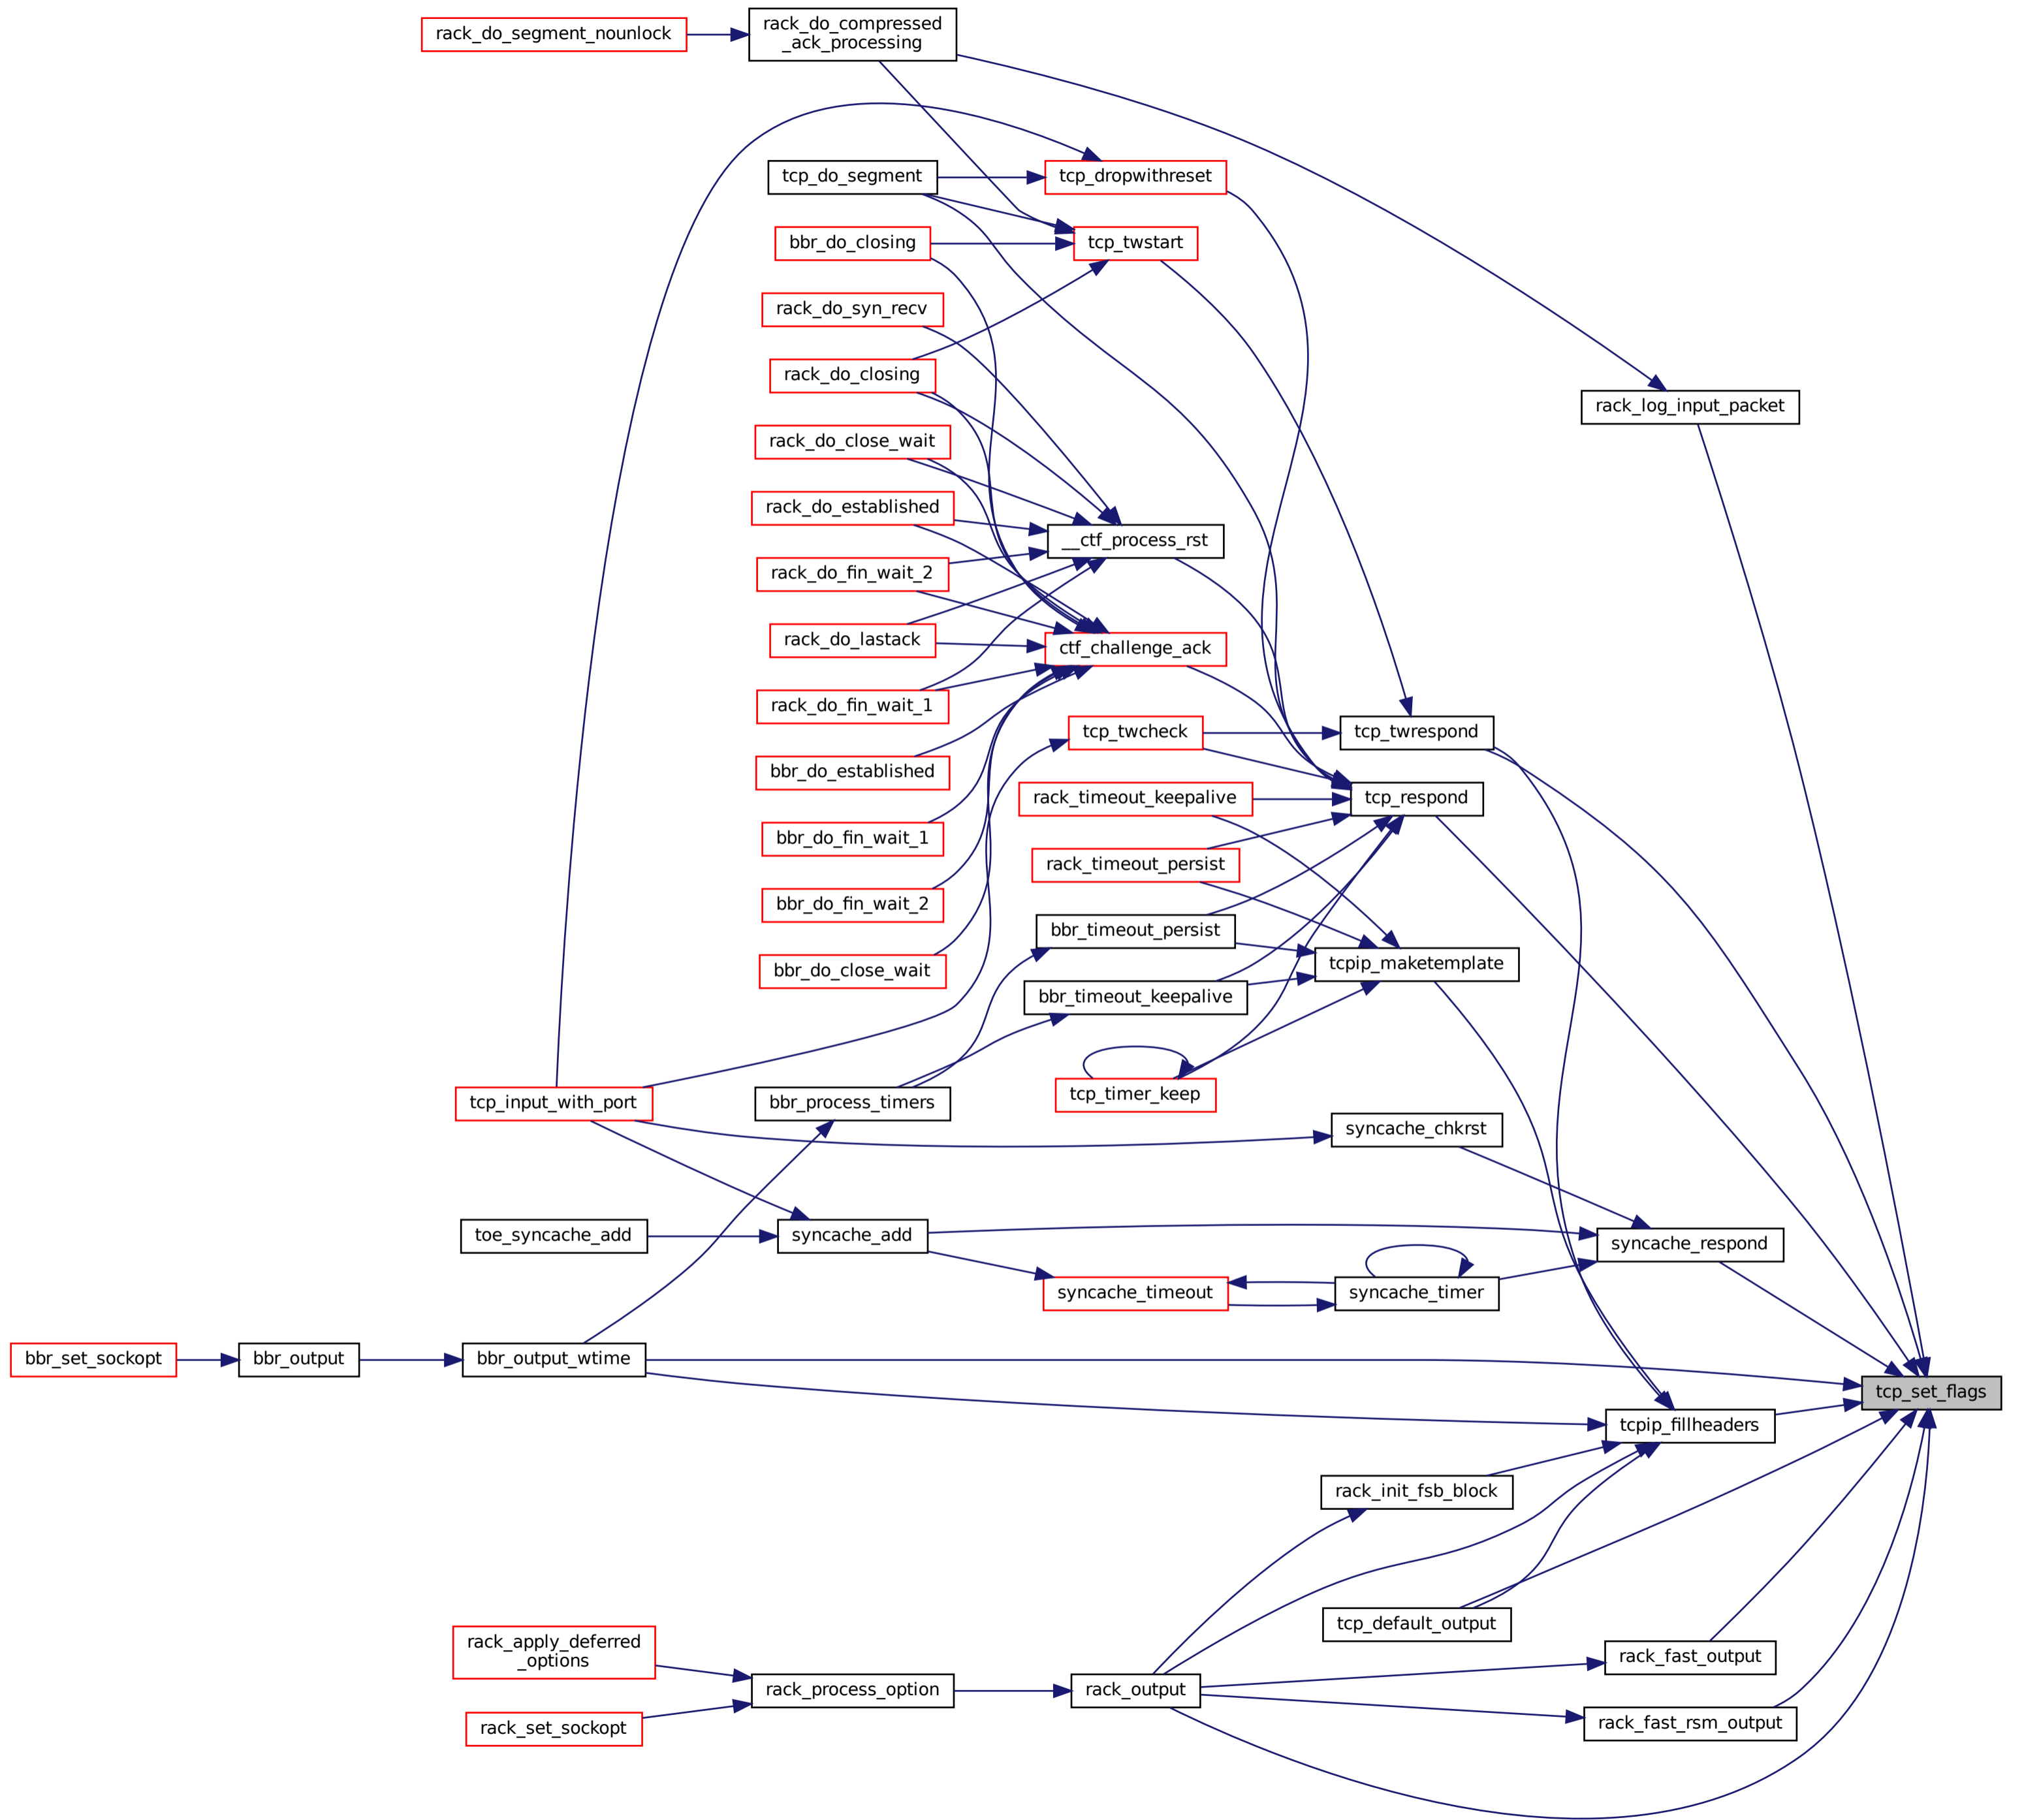 rack_do_segment_nounlock
rack_do_compressed
_ack_processing
tcp_do_segment
tcp_dropwithreset
bbr_do_closing
tcp_twstart
rack_do_syn_recv
rack_do_closing
rack_log_input_packet
rack_do_close_wait
rack_do_established
__ctf_process_rst
rack_do_fin_wait_2
rack_do_lastack
ctf_challenge_ack
rack_do_fin_wait_1
tcp_twcheck
tcp_twrespond
bbr_do_established
rack_timeout_keepalive
tcp_respond
bbr_do_fin_wait_1
rack_timeout_persist
bbr_do_fin_wait_2
bbr_timeout_persist
bbr_do_close_wait
tcpip_maketemplate
bbr_timeout_keepalive
tcp_input_with_port
bbr_process_timers
tcp_timer_keep
syncache_chkrst
toe_syncache_add
syncache_add
syncache_respond
syncache_timeout
syncache_timer
bbr_set_sockopt
bbr_output
bbr_output_wtime
tcp_set_flags
tcpip_fillheaders
rack_init_fsb_block
tcp_default_output
rack_apply_deferred
_options
rack_fast_output
rack_process_option
rack_output
rack_set_sockopt
rack_fast_rsm_output